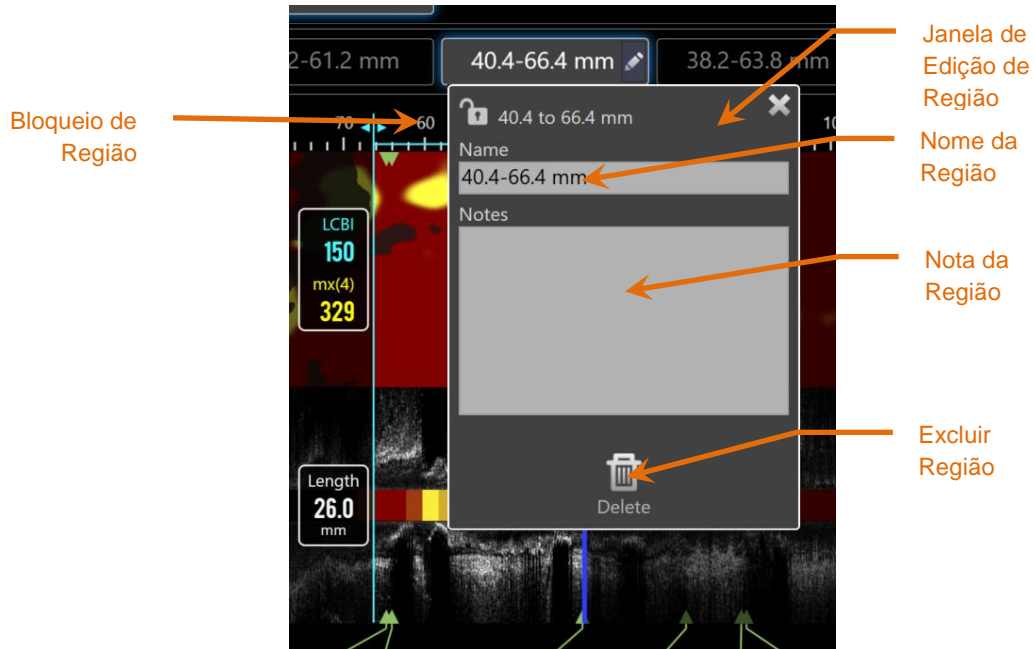 2-61.2 mm
40.4-66.4 mm
38.2-63.8 mm
Janela de
Edição de
Região
Bloqueio de
Região
70
60
10
40.4 to 66.4 mm
Name
40.4-66.4 mm
Nome da
Região
Notes
LCBI
150
mx(4)
329
Nota da
Região
Excluir
Região
Length
26.0
mm
Delete